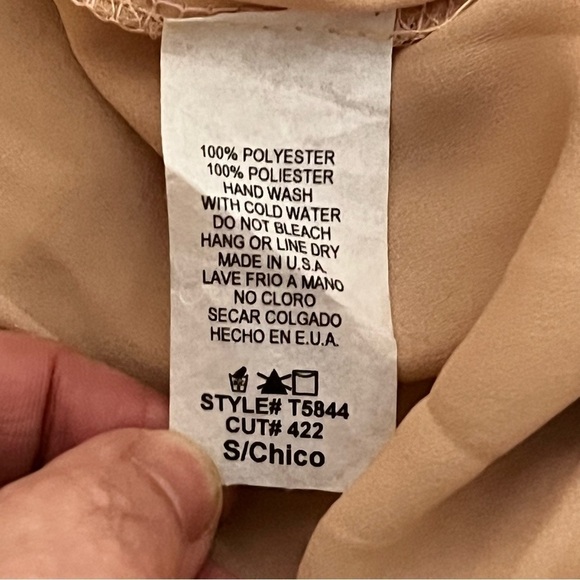 100% POLYESTER
100% POLIESTER
HAND WASH
WITH COLD WATER
DO NOT BLEACH
HANG OR LINE DRY
MADE IN U.S.A.
LAVE FRIO A MANO
NO CLORO
SECAR COLGADO
HECHO EN E.U.A.
STYLE# T5844
CUT# 422
S/Chico